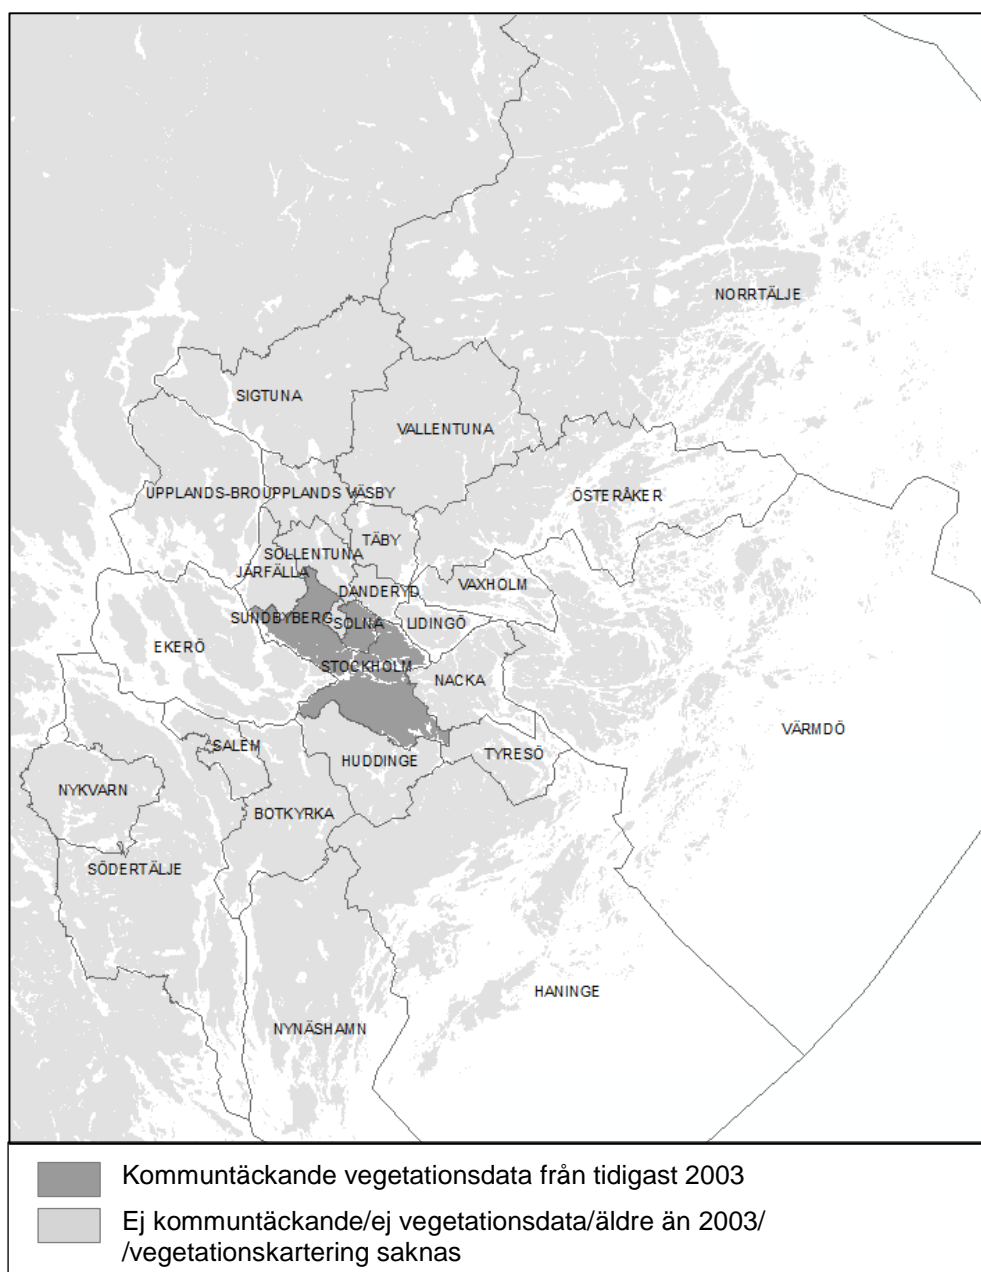 NORRTÄLJE
SIGTUNA
VALLENTUNA
UPPLANDS-BRO
UPPLANDS VÄSBY
ÖSTERÅKER
TÄBY
SOLLENTUNA
JÄRFÄLLA
DANDERYD
VAXHOLM
SUNDBYBERG
SOLNA
LIDINGÖ
EKERÖ
STOCKHOLM
NACKA
VÄRMDÖ
SALEM
HUDDINGE
TYRESÖ
NYKVARN
BOTKYRKA
SÖDERTÄLJE
HANINGE
NYNÄSHAMN
Kommuntäckande vegetationsdata från tidigast 2003
Ej kommuntäckande/ej vegetationsdata/äldre än 2003/
/vegetationskartering saknas